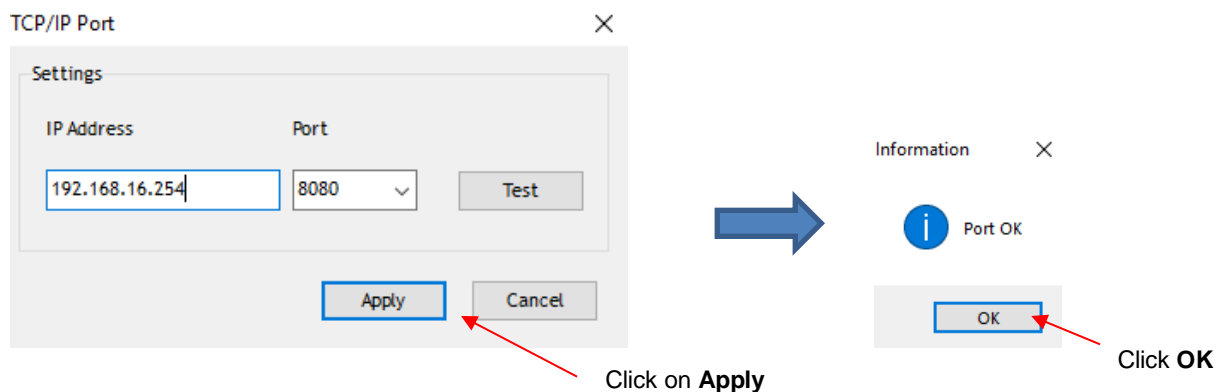 TCP/IP Port
Settings
IP Address Port
192.168.16.254 8080 Test
Apply Cancel
Click on Apply
Information
i Port OK
OK
Click OK